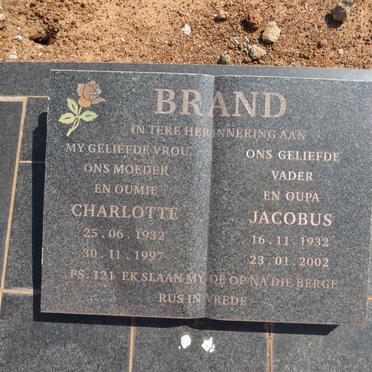 BRAND
IN TERE HERINNERING AAN
MY GELIEFDE VROU
ONS MOEDER
EN OUMIE
CHARLOTTE
25.06.1932
30.11.1997
ONS GELIEFDE
VADER
EN OUPA
JACOBUS
16.11.1932
23.01.2002
PS. 121 EK SLAAN MY OË OP NA DIE BERGE
RUS IN VREDE